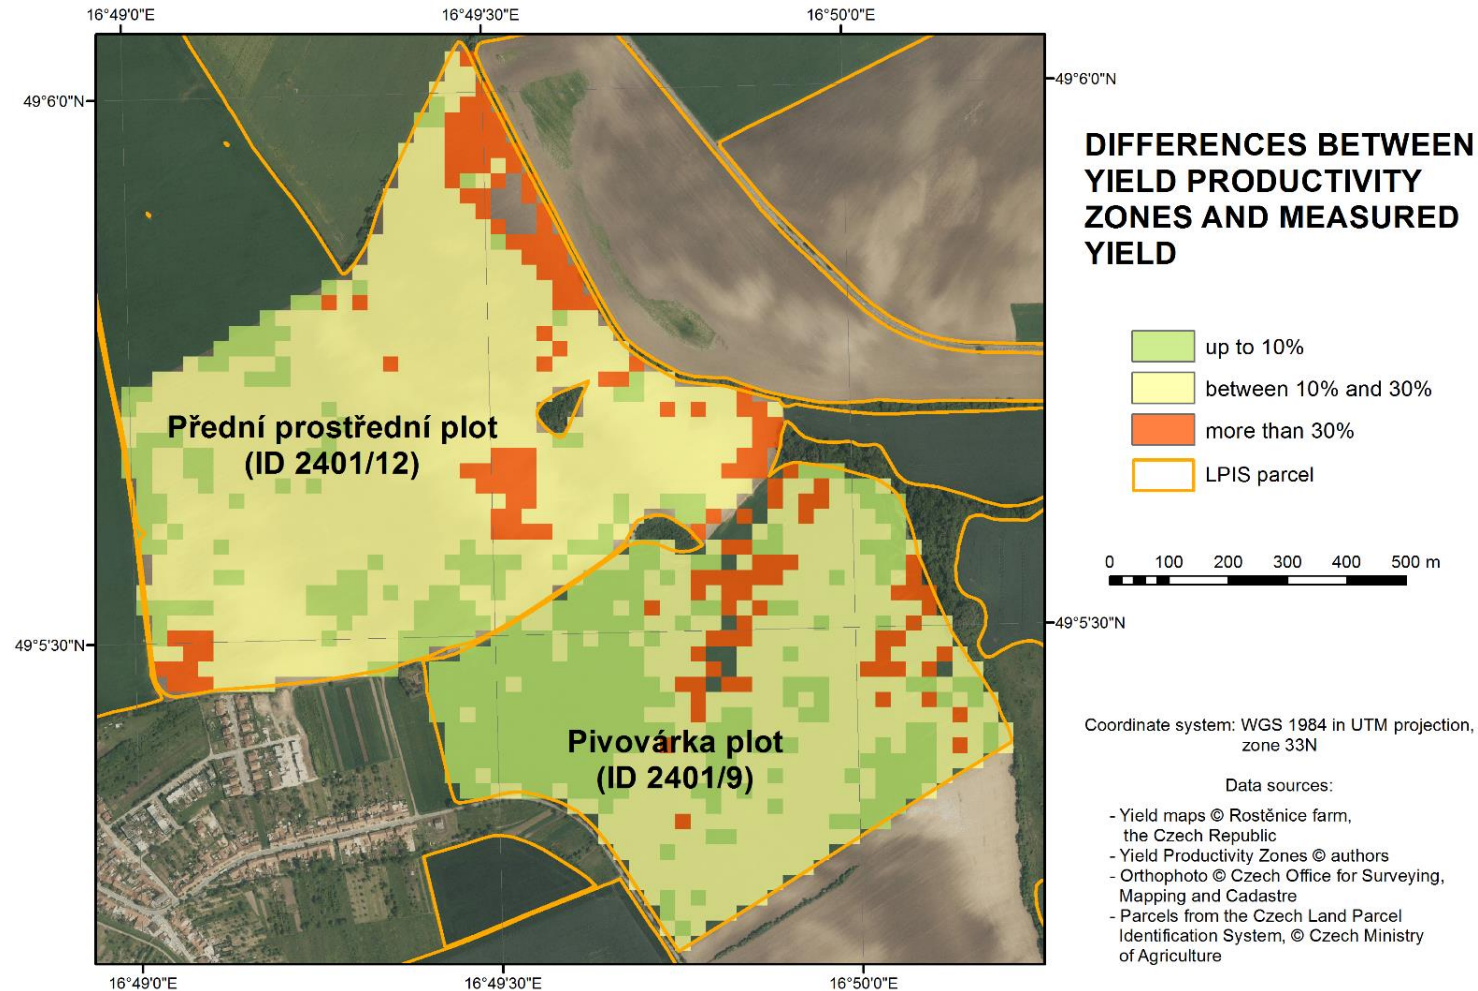 16°49'0"E
16°49'30"E
16°50'0"E
49°6'0"N
49°6'0"N
DIFFERENCES BETWEEN
YIELD PRODUCTIVITY
ZONES AND MEASURED
YIELD
up to 10%
between 10% and 30%
more than 30%
LPIS parcel
Přední prostřední plot
(ID 2401/12)
0 100 200 300 400 500 m
49°5'30"N
49°5'30"N
Pivovárka plot
(ID 2401/9)
Coordinate system: WGS 1984 in UTM projection,
zone 33N
Data sources:
- Yield maps © Rostěnice farm,
the Czech Republic
- Yield Productivity Zones © authors
- Orthophoto © Czech Office for Surveying,
Mapping and Cadastre
- Parcels from the Czech Land Parcel
Identification System, © Czech Ministry
of Agriculture
16°49'0"E
16°49'30"E
16°50'0"E